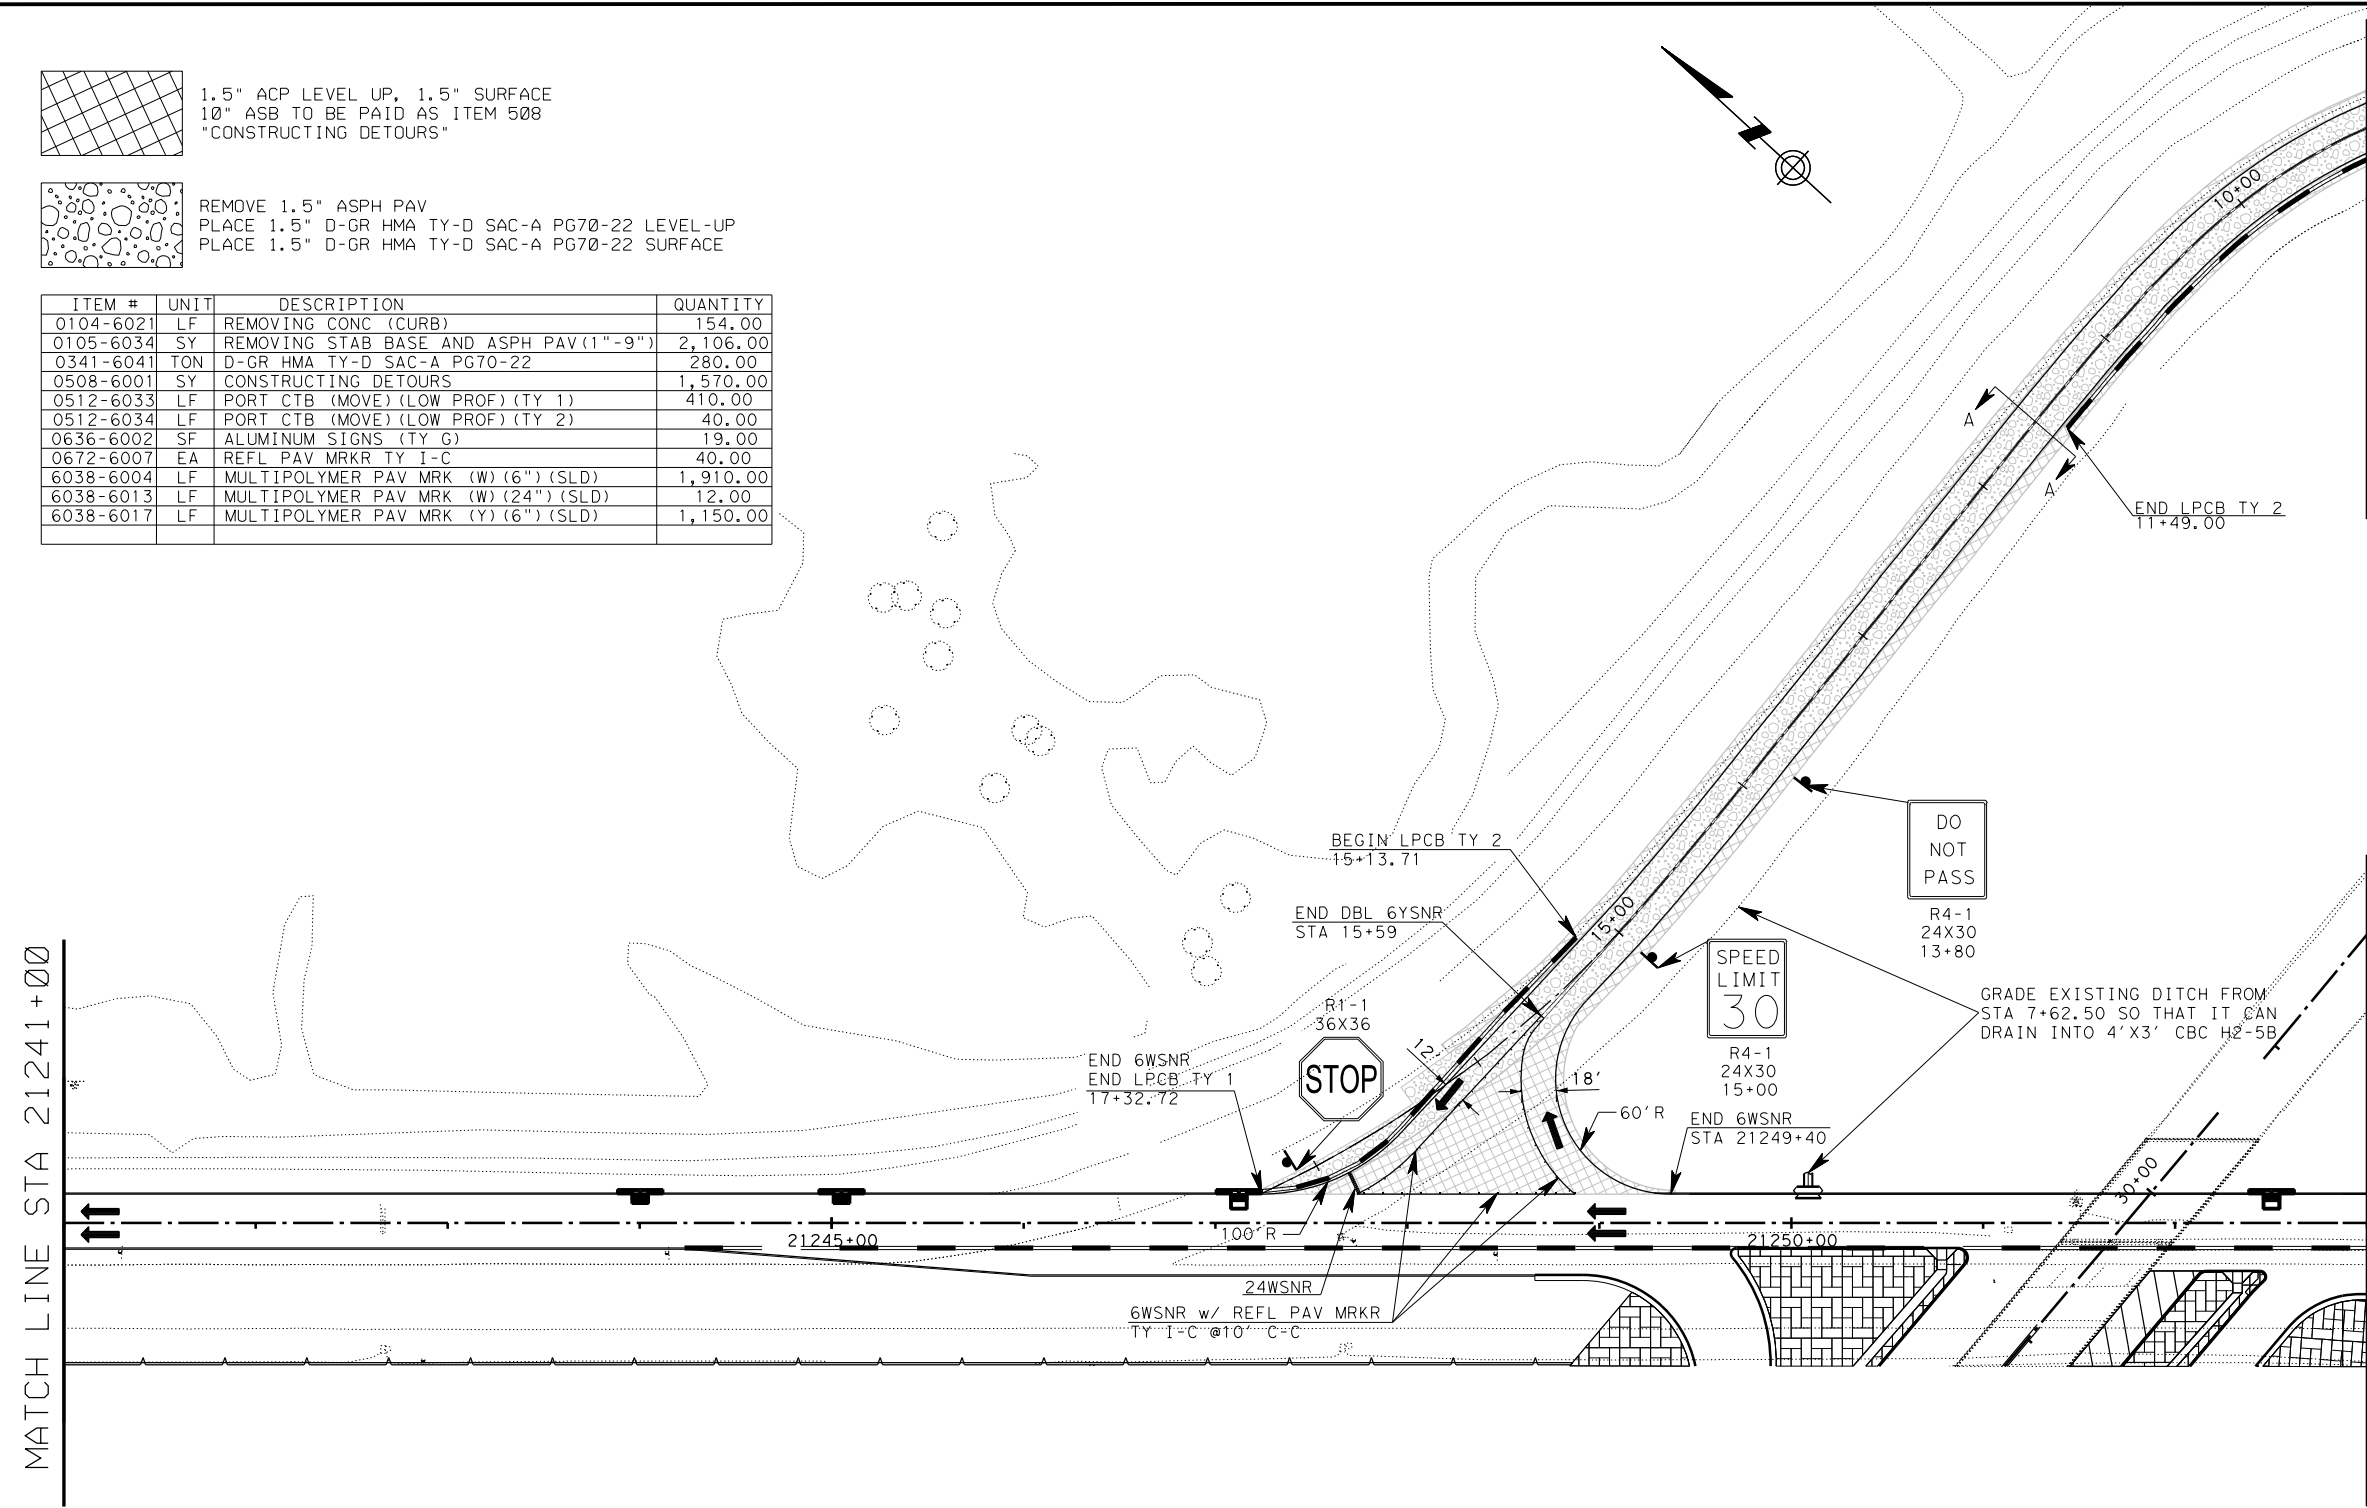 1.5" ACP LEVEL UP, 1.5" SURFACE
10" ASB TO BE PAID AS ITEM 508
"CONSTRUCTING DETOURS"
REMOVE 1.5" ASPH PAV
PLACE 1.5" D-GR HMA TY-D SAC-A PG70-22 LEVEL-UP
PLACE 1.5" D-GR HMA TY-D SAC-A PG70-22 SURFACE
ITEM # UNIT DESCRIPTION QUANTITY
0104-6021 LF REMOVING CONC (CURB) 154.00
0105-6034 SY REMOVING STAB BASE AND ASPH PAV(1"-9") 2,106.00
0341-6041 TON D-GR HMA TY-D SAC-A PG70-22 280.00
0508-6001 SY CONSTRUCTING DETOURS 1,570.00
0512-6033 LF PORT CTB (MOVE)(LOW PROF)(TY 1) 410.00
0512-6034 LF PORT CTB (MOVE)(LOW PROF)(TY 2) 40.00
0636-6002 SF ALUMINUM SIGNS (TY G) 19.00
0672-6007 EA REFL PAV MRKR TY I-C 40.00
6038-6004 LF MULTIPOLYMER PAV MRK (W)(6")(SLD) 1,910.00
6038-6013 LF MULTIPOLYMER PAV MRK (W)(24")(SLD) 12.00
6038-6017 LF MULTIPOLYMER PAV MRK (Y)(6")(SLD) 1,150.00
10+00
A
A
END LPCB TY 2
11+49.00
BEGIN LPCB TY 2
15+13.71
DO
NOT
PASS
R4-1
24X30
13+80
END DBL 6YSNR
STA 15+59
15+00
SPEED
LIMIT
30
R4-1
24X30
15+00
GRADE EXISTING DITCH FROM
STA 7+62.50 SO THAT IT CAN
DRAIN INTO 4'X3' CBC H2-5B
R1-1
36X36
STOP
12'
18'
60'R
END 6WSNR
END LPCB TY 1
17+32.72
END 6WSNR
STA 21249+40
30+00
100'R
21245+00
21250+00
24WSNR
6WSNR w/ REFL PAV MRKR
TY I-C @10' C-C
MATCH LINE STA 21241+00